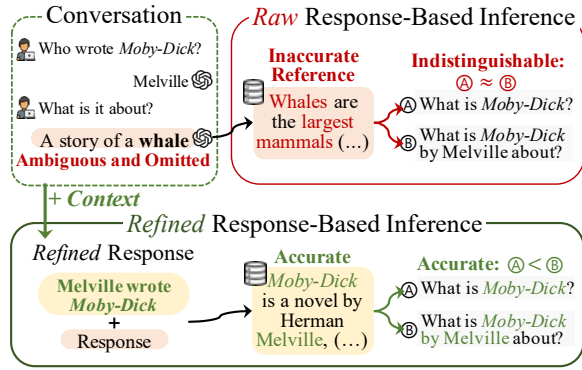 Conversation
Who wrote Moby-Dick?
Melville
What is it about?
A story of a whale
Ambiguous and Omitted
+ Context
Raw Response-Based Inference
Inaccurate
Reference
Whales are
the largest
mammals (…)
Indistinguishable:
Ⓐ ≈ Ⓑ
Ⓐ What is Moby-Dick?
Ⓑ What is Moby-Dick
by Melville about?
Refined Response-Based Inference
Refined Response
Melville wrote
Moby-Dick
+
Response
Accurate
Moby-Dick
is a novel by
Herman
Melville, (…)
Accurate: Ⓐ < Ⓑ
Ⓐ What is Moby-Dick?
Ⓑ What is Moby-Dick
by Melville about?